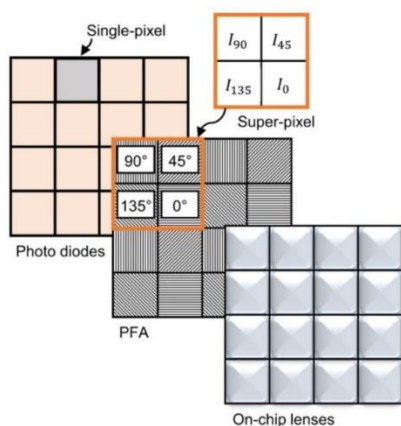 Single-pixel
I90 I45
I135 I0
Super-pixel
90° 45°
135° 0°
Photo diodes
PFA
On-chip lenses